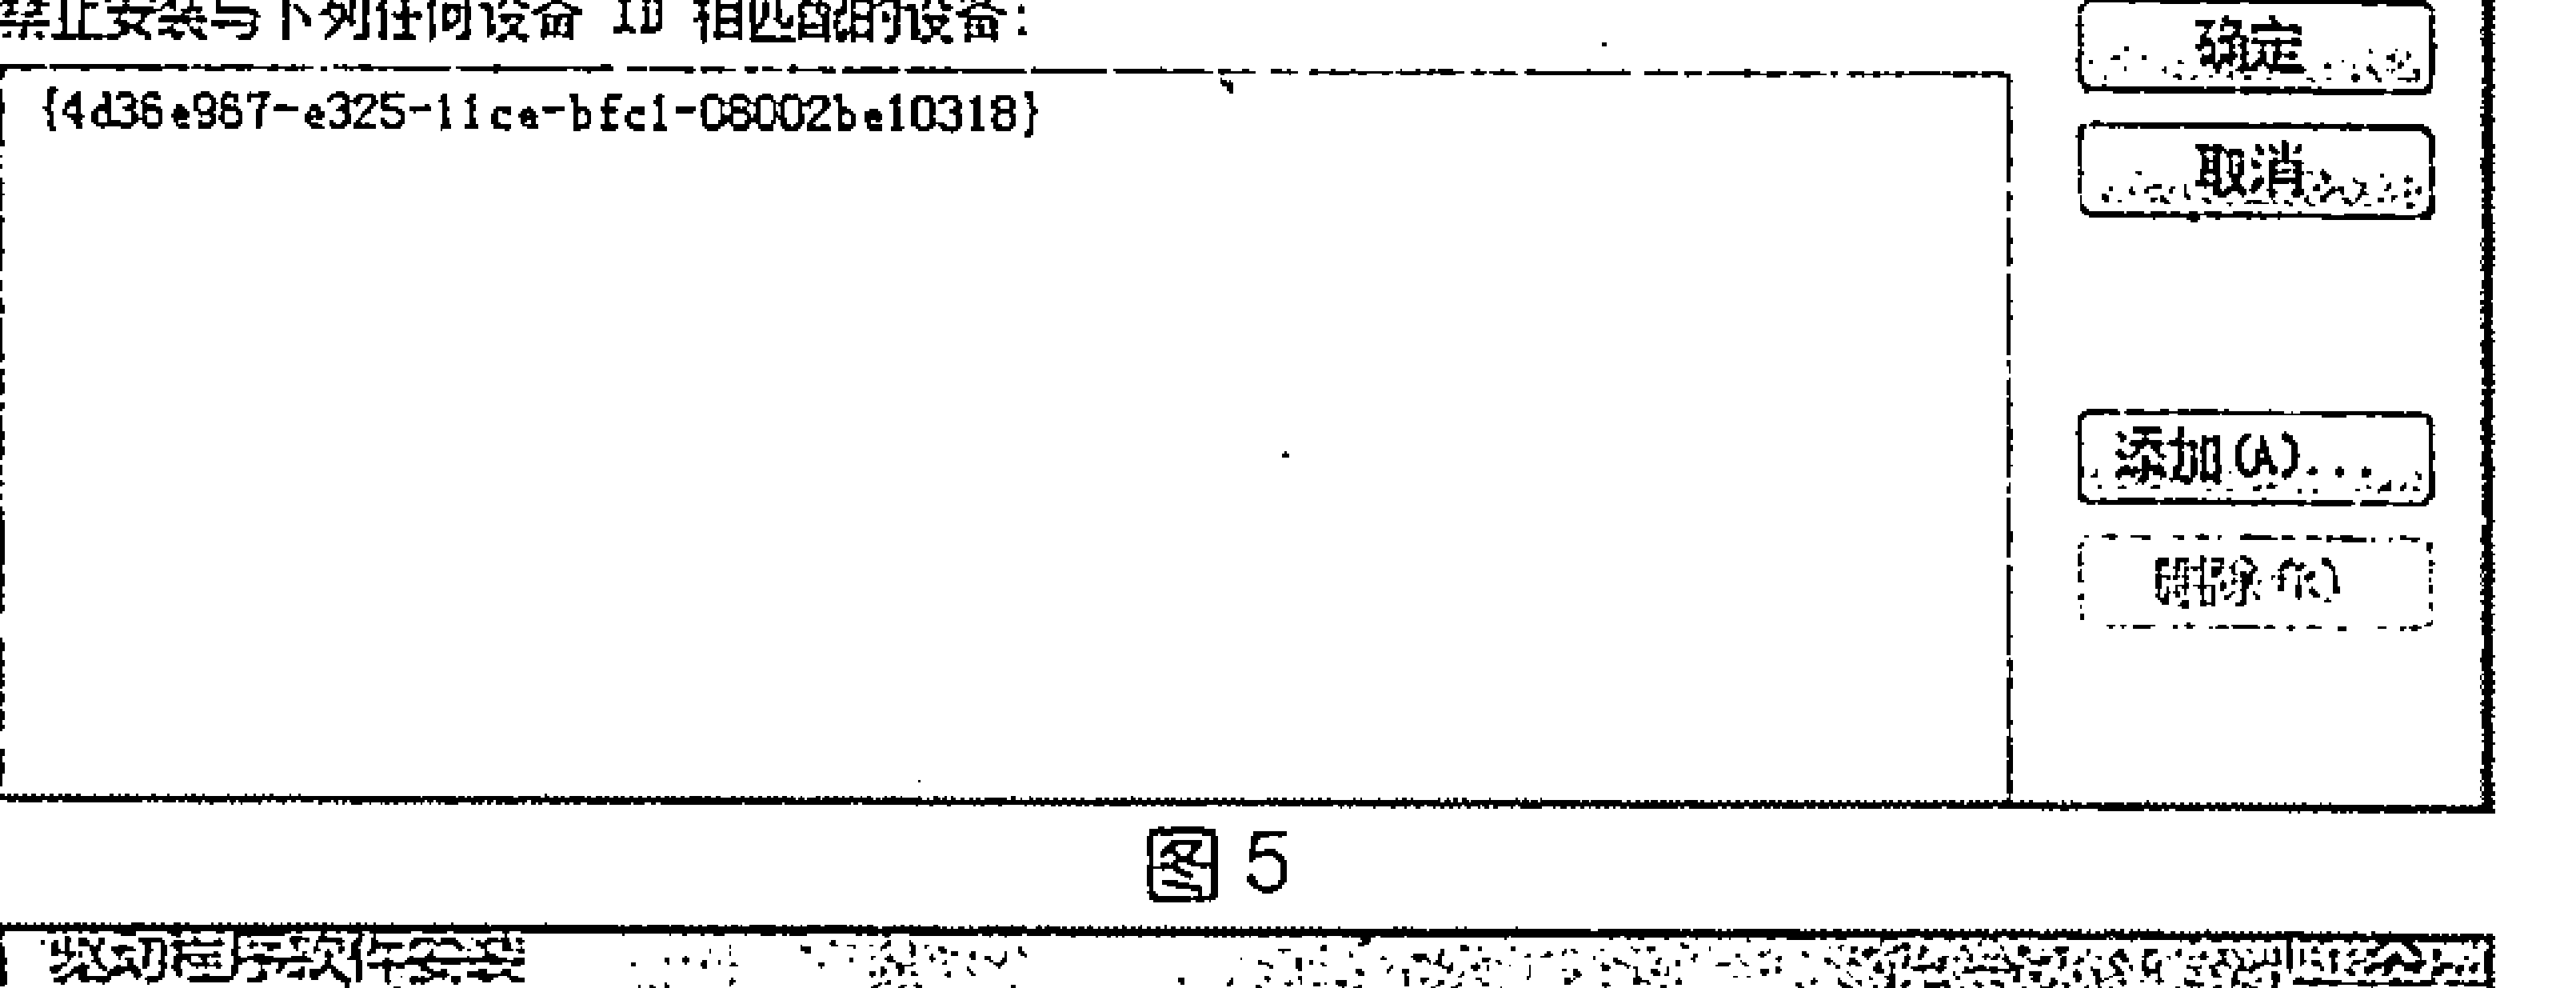 禁止安装与下列任何设备 ID 相匹配的设备:
{4d36e967-e325-11ce-bfc1-08002be10318}
确定
取消
添加(A)...
删除(R)
图 5
驱动程序软件安装